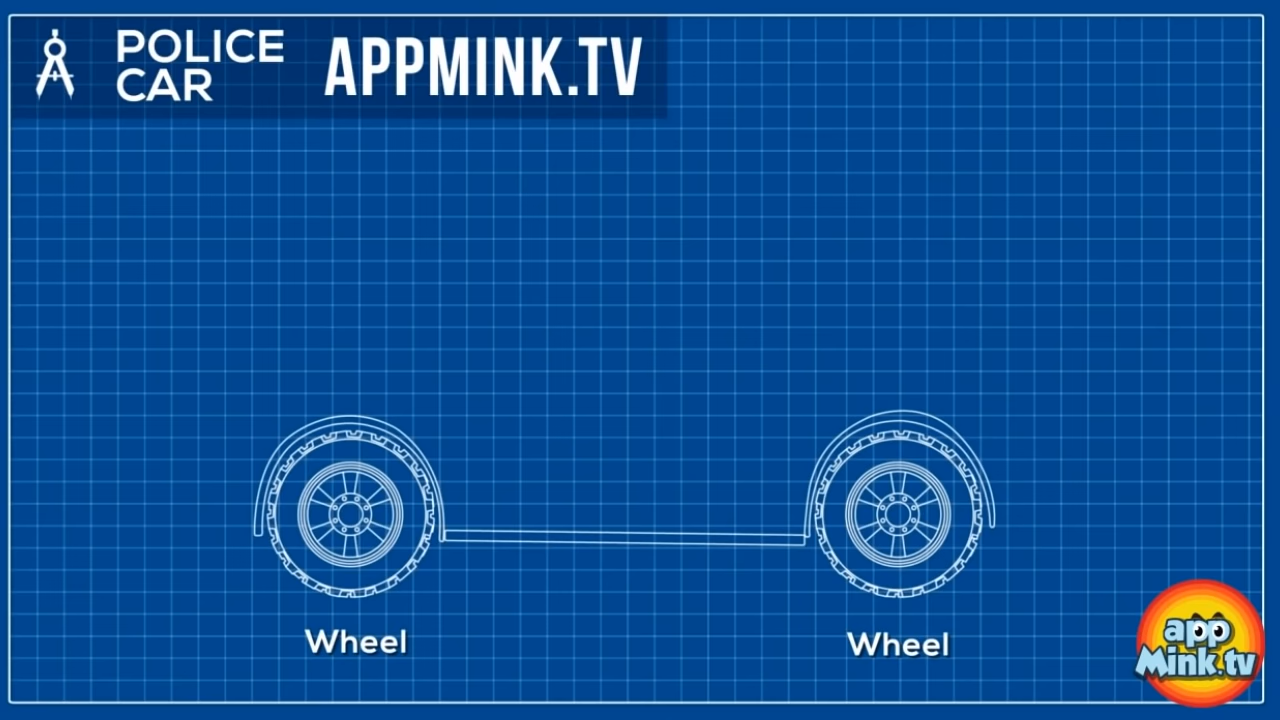 POLICE
CAR
APPMINK.TV
Wheel
Wheel
app
Mink.tv